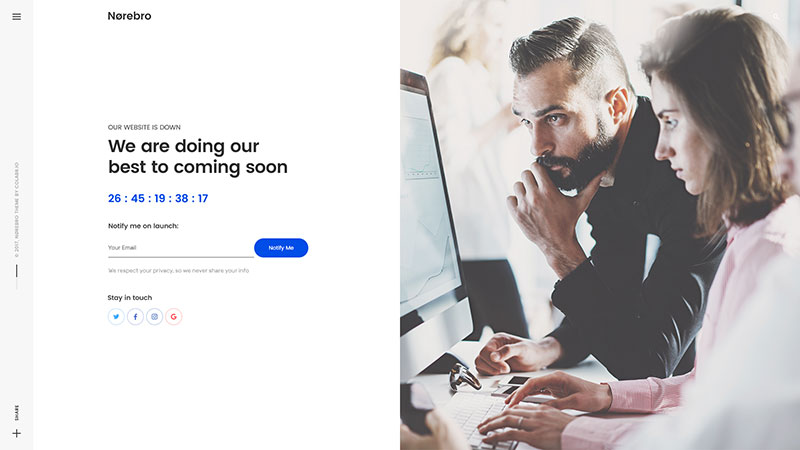 Nørebro
OUR WEBSITE IS DOWN
We are doing our
best to coming soon
26 : 45 : 19 : 38 : 17
Notify me on launch:
Your Email
Notify Me
We respect your privacy, so we never share your info
Stay in touch
© 2017, NØREBRO THEME BY COLABR.IO
SHARE